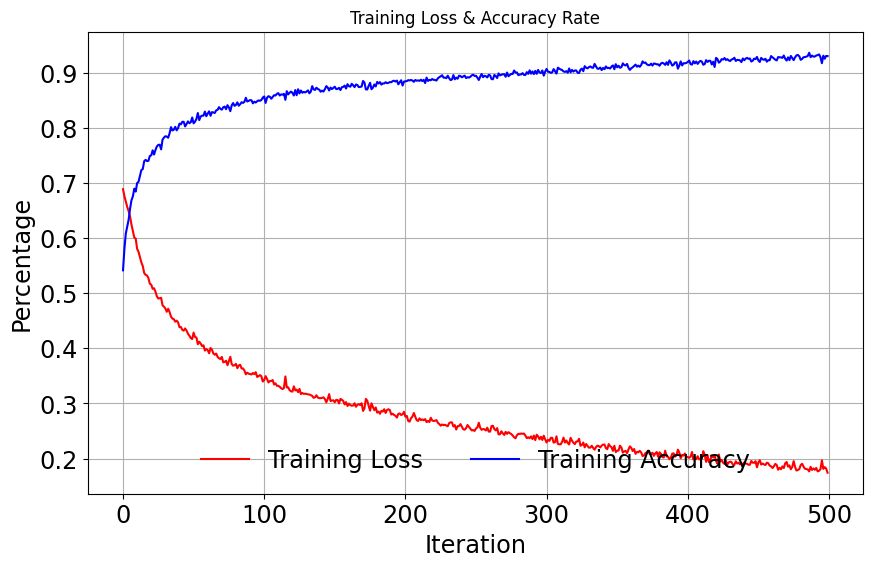 Training Loss & Accuracy Rate
0.9
0.8
0.7
0.6
0.5
0.4
0.3
0.2
Percentage
Training Loss Training Accuracy
0 100 200 300 400 500
Iteration